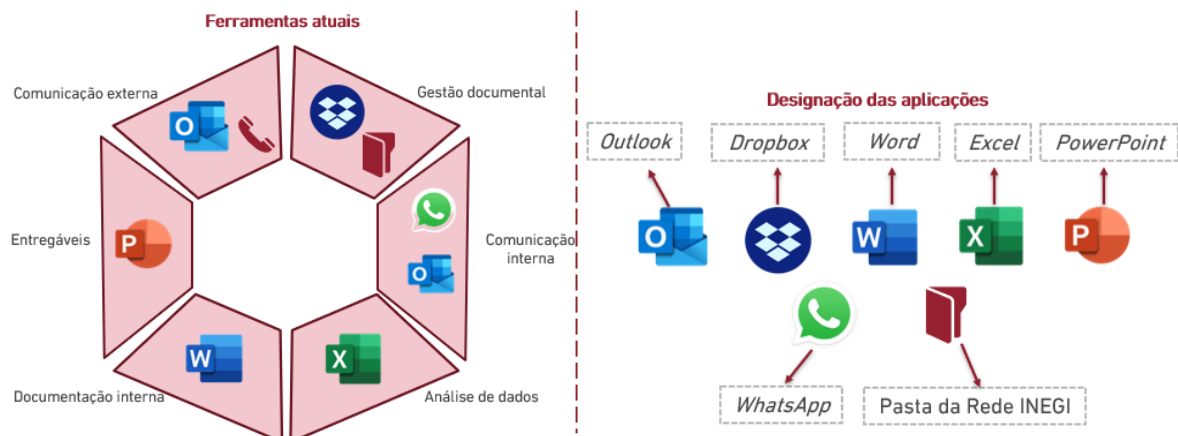 Ferramentas atuais
Comunicação externa
Gestão documental
Entregáveis
Comunicação
interna
Documentação interna
Análise de dados
Designação das aplicações
Outlook
Dropbox
Word
Excel
PowerPoint
WhatsApp
Pasta da Rede INEGI